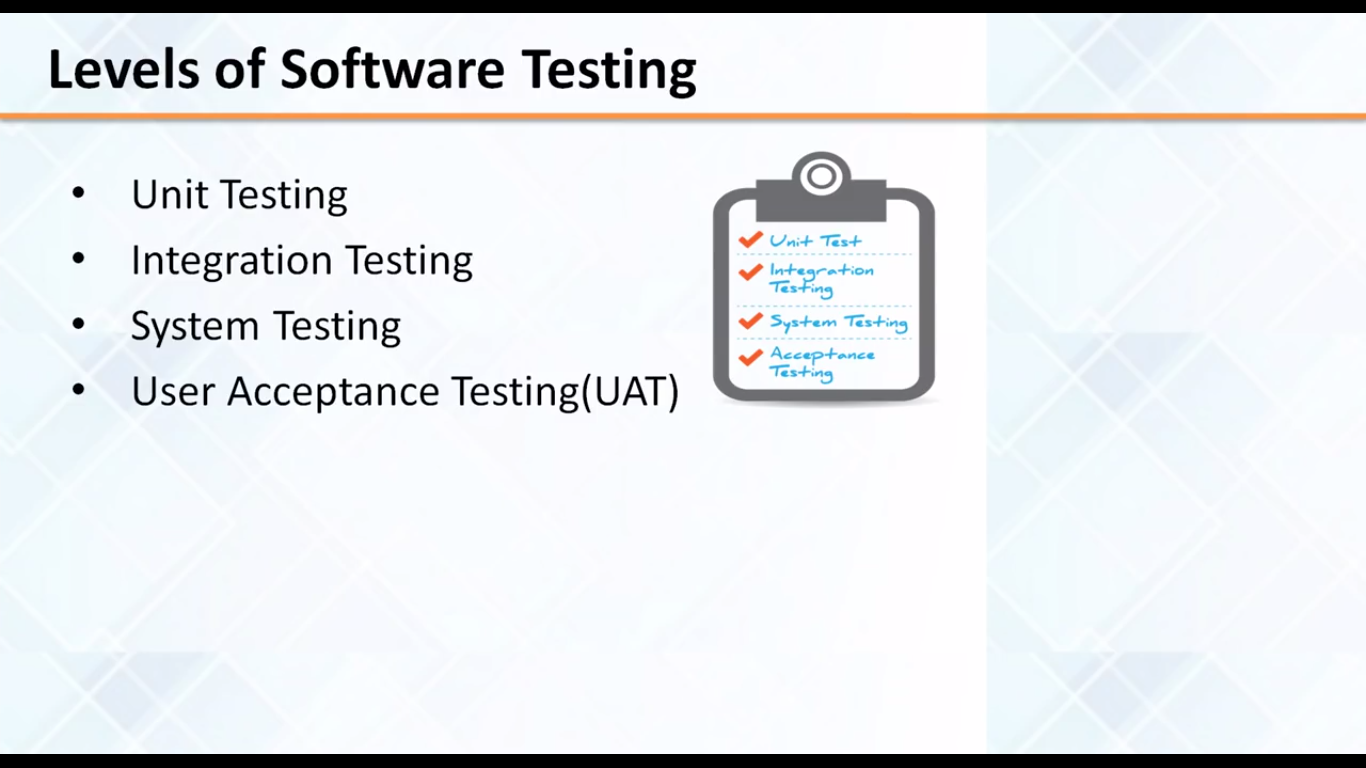 Levels of Software Testing
• Unit Testing
• Integration Testing
• System Testing
• User Acceptance Testing(UAT)
Unit Test
Integration
Testing
System Testing
Acceptance
Testing